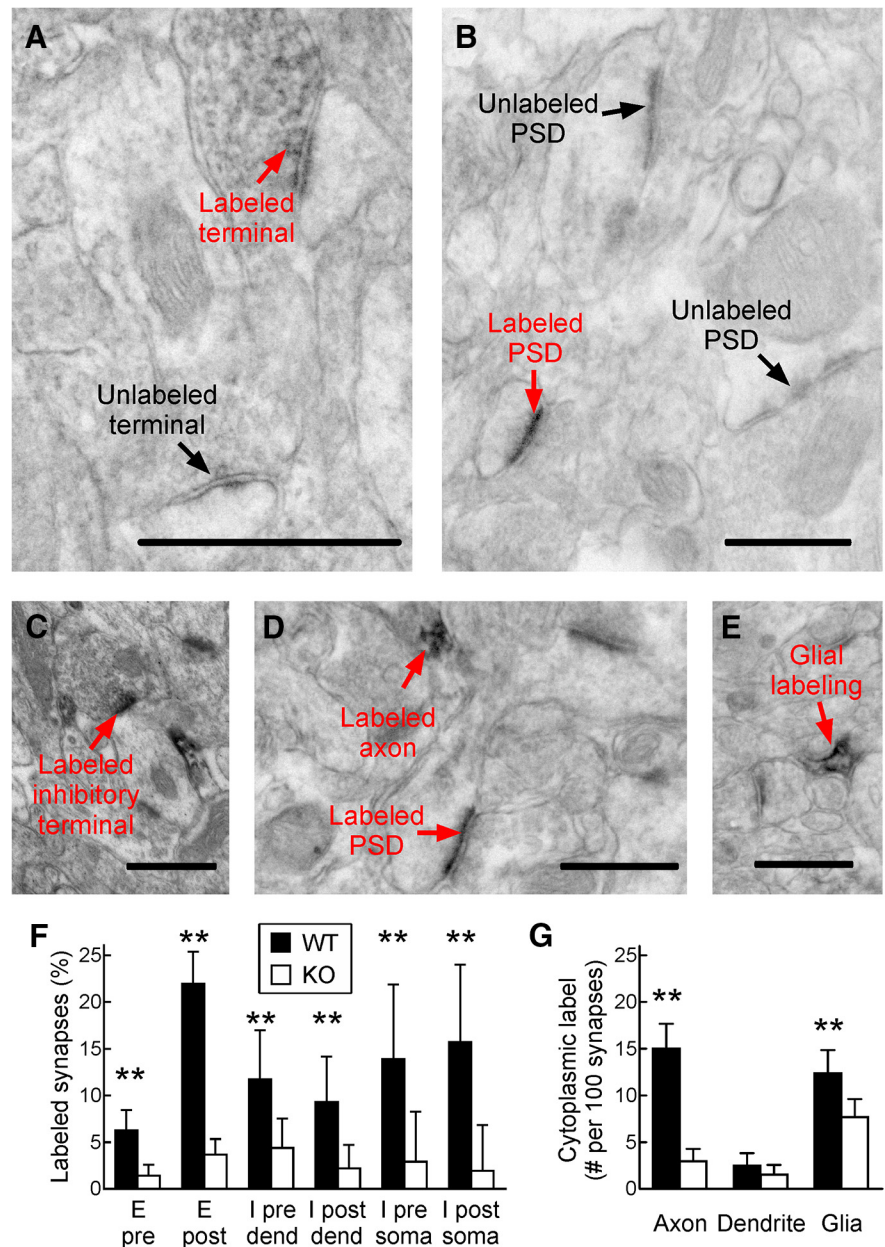 A
Labeled
terminal
Unlabeled
terminal
B
Unlabeled
PSD
Labeled
PSD
Unlabeled
PSD
C
Labeled
inhibitory
terminal
D
Labeled
axon
Labeled
PSD
E
Glial
labeling
F
Labeled synapses (%)
25
20
15
10
5
0
**
**
**
**
**
**
WT
KO
E
pre
E
post
I pre
dend
I post
dend
I pre
soma
I post
soma
G
Cytoplasmic label
(# per 100 synapses)
25
20
15
10
5
0
**
**
Axon
Dendrite
Glia